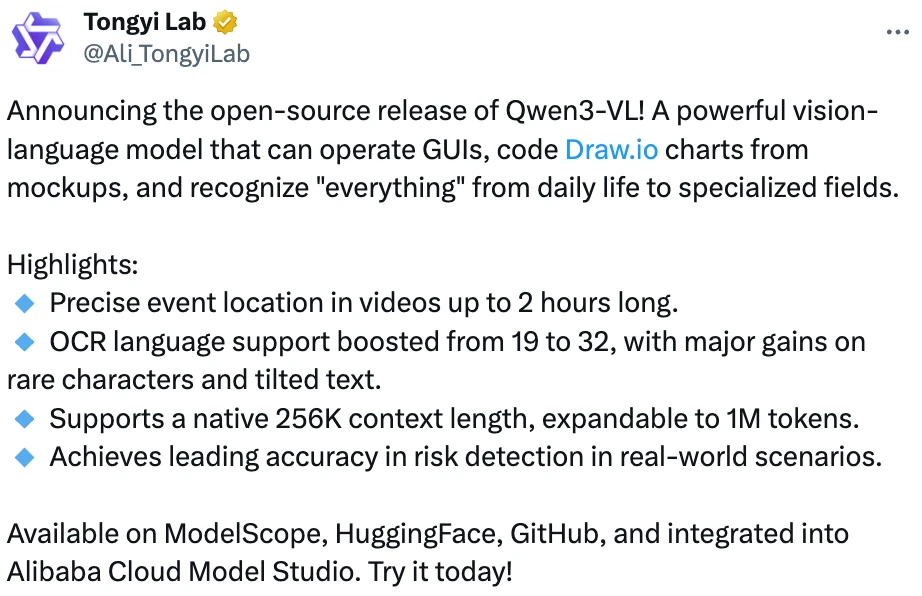 Tongyi Lab
@Ali_TongyiLab
Announcing the open-source release of Qwen3-VL! A powerful vision-
language model that can operate GUIs, code Draw.io charts from
mockups, and recognize "everything" from daily life to specialized fields.
Highlights:
🔹 Precise event location in videos up to 2 hours long.
🔹 OCR language support boosted from 19 to 32, with major gains on
rare characters and tilted text.
🔹 Supports a native 256K context length, expandable to 1M tokens.
🔹 Achieves leading accuracy in risk detection in real-world scenarios.
Available on ModelScope, HuggingFace, GitHub, and integrated into
Alibaba Cloud Model Studio. Try it today!